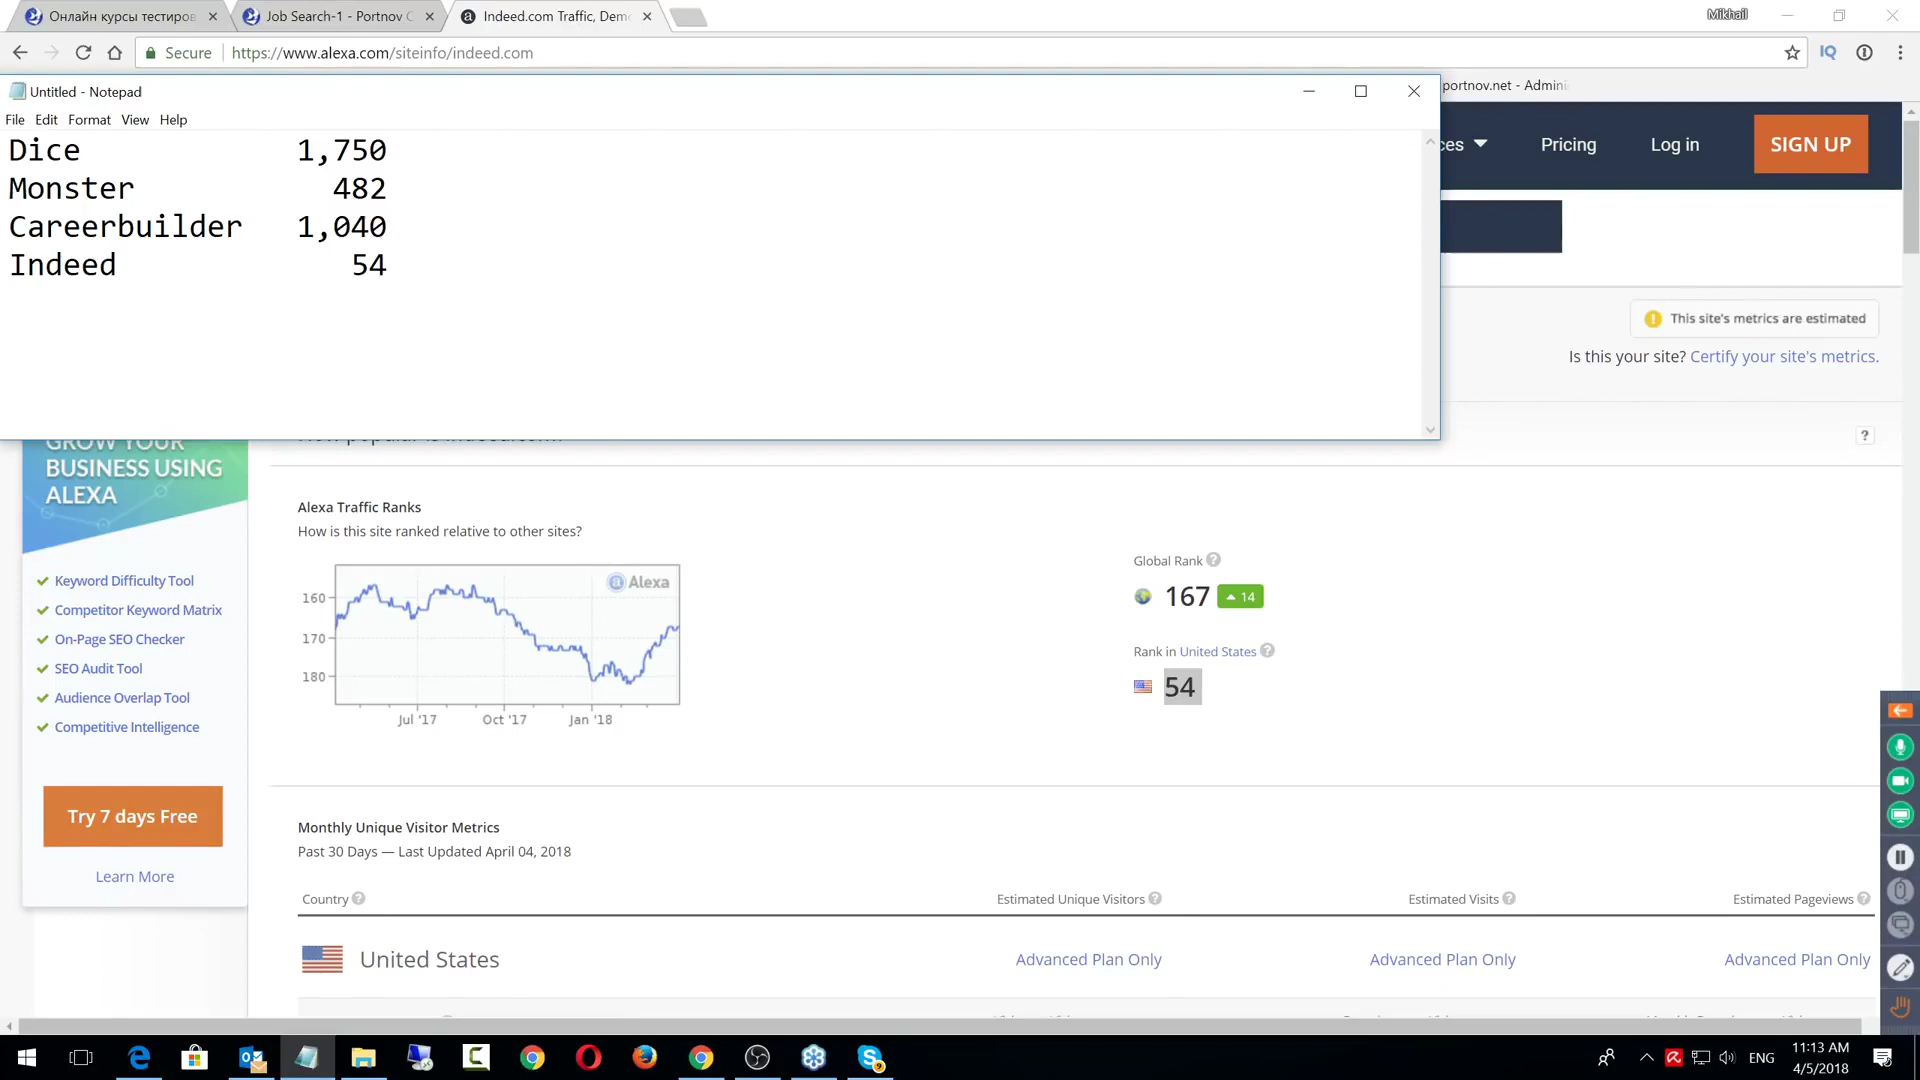 Онлайн курсы тестиров
Job Search-1 - Portnov C
Indeed.com Traffic, Demo
Mikhail
Secure
https://www.alexa.com/siteinfo/indeed.com
IQ
Untitled - Notepad
portnov.net - Admini
File Edit Format View Help
Dice 1,750
Monster 482
Careerbuilder 1,040
Indeed 54
ces
Pricing
Log in
SIGN UP
This site's metrics are estimated
Is this your site? Certify your site's metrics.
GROW YOUR
BUSINESS USING
ALEXA
Keyword Difficulty Tool
Competitor Keyword Matrix
On-Page SEO Checker
SEO Audit Tool
Audience Overlap Tool
Competitive Intelligence
Try 7 days Free
Learn More
?
Alexa Traffic Ranks
How is this site ranked relative to other sites?
Alexa
160
170
180
Jul '17 Oct '17 Jan '18
Global Rank ?
167 14
Rank in United States ?
54
Monthly Unique Visitor Metrics
Past 30 Days — Last Updated April 04, 2018
Country ? Estimated Unique Visitors ? Estimated Visits ? Estimated Pageviews ?
United States Advanced Plan Only Advanced Plan Only Advanced Plan Only
ENG
11:13 AM
4/5/2018